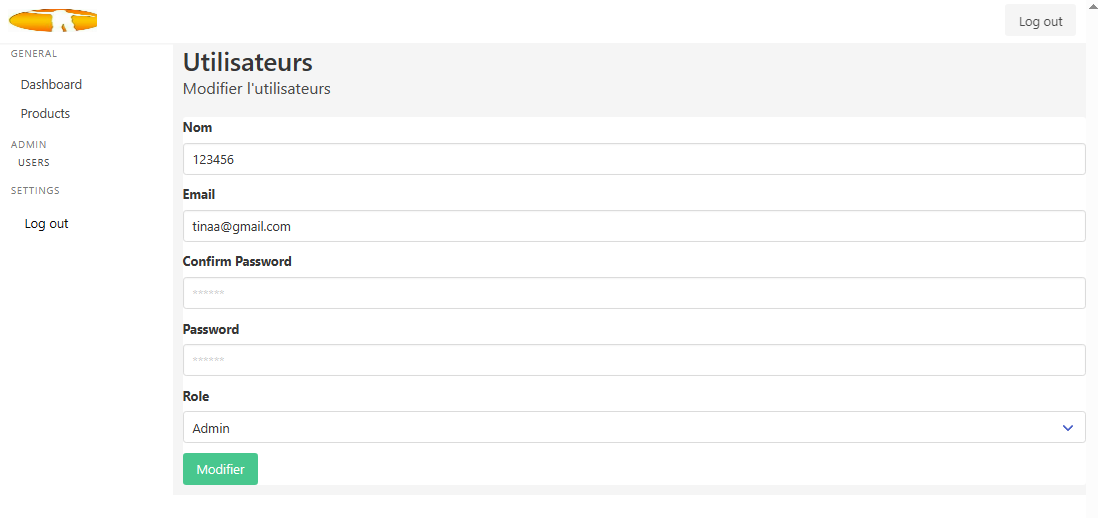 Log out
GENERAL
Dashboard
Products
ADMIN
USERS
SETTINGS
Log out
Utilisateurs
Modifier l'utilisateurs
Nom
123456
Email
tinaa@gmail.com
Confirm Password
******
Password
******
Role
Admin
Modifier